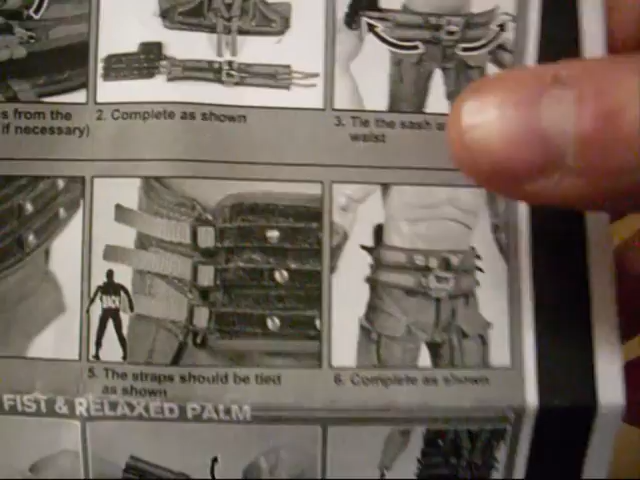 s from the
if necessary)
2. Complete as shown
3. Tie the sash
waist
BACK
5. The straps should be tied
as shown
6. Complete as shown
FIST & RELAXED PALM